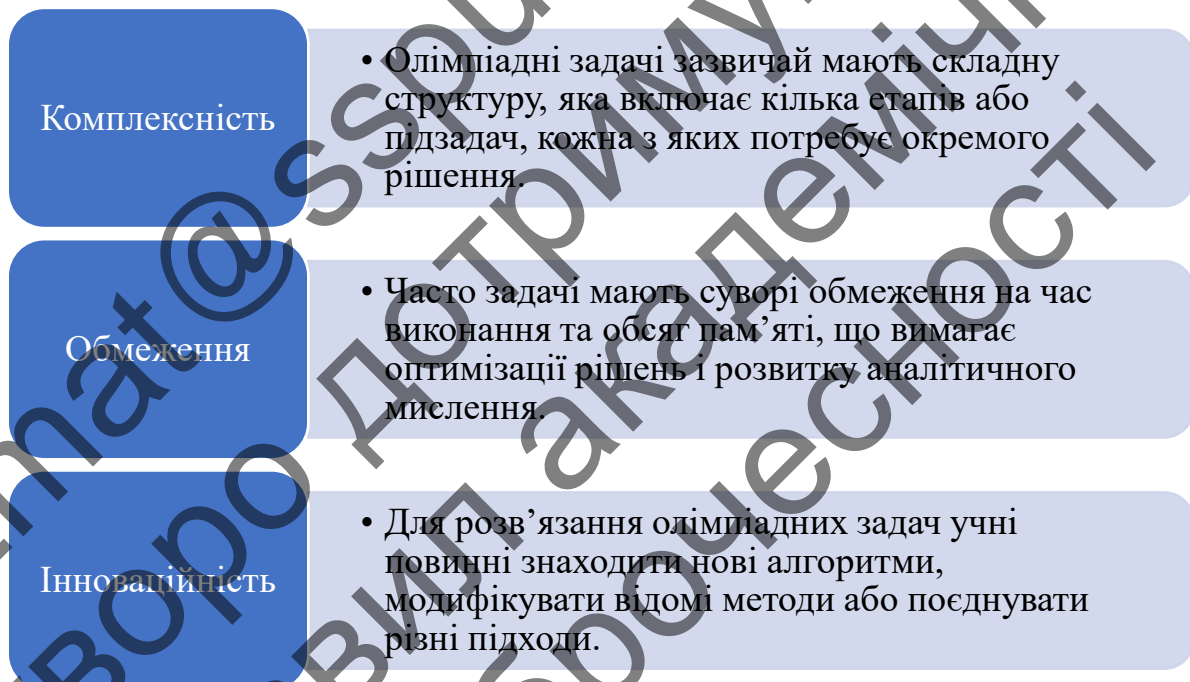 Комплексність
• Олімпіадні задачі зазвичай мають складну
структуру, яка включає кілька етапів або
підзадач, кожна з яких потребує окремого
рішення.
Обмеження
• Часто задачі мають суворі обмеження на час
виконання та обсяг пам’яті, що вимагає
оптимізації рішень і розвитку аналітичного
мислення.
Інноваційність
• Для розв’язання олімпіадних задач учні
повинні знаходити нові алгоритми,
модифікувати відомі методи або поєднувати
різні підходи.